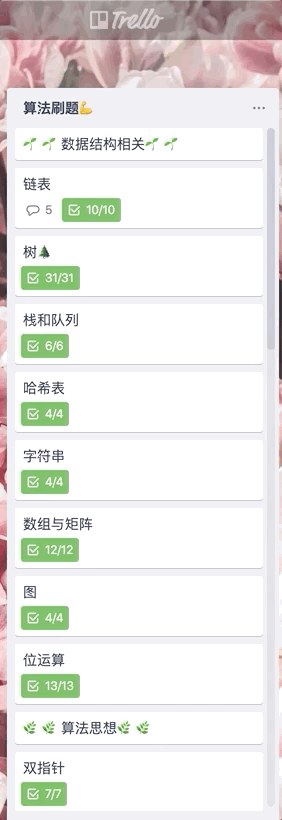 Trello
算法刷题💪
🌱 🌱 数据结构相关🌱 🌱
链表
5 10/10
树🌲
31/31
栈和队列
6/6
哈希表
4/4
字符串
4/4
数组与矩阵
12/12
图
4/4
位运算
13/13
🌿 🌿 算法思想🌿 🌿
双指针
7/7